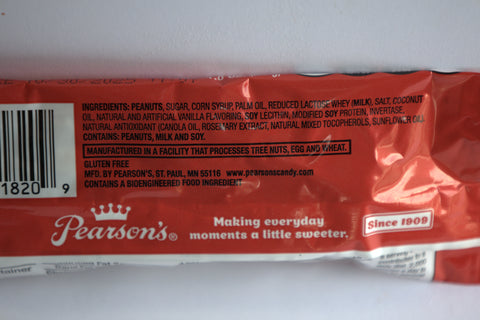 INGREDIENTS: PEANUTS, SUGAR, CORN SYRUP, PALM OIL, REDUCED LACTOSE WHEY (MILK), SALT, COCONUT
OIL, NATURAL AND ARTIFICIAL VANILLA FLAVORING, SOY LECITHIN, MODIFIED SOY PROTEIN, INVERTASE,
NATURAL ANTIOXIDANT (CANOLA OIL, ROSEMARY EXTRACT, NATURAL MIXED TOCOPHEROLS, SUNFLOWER OIL
CONTAINS: PEANUTS, MILK AND SOY.
MANUFACTURED IN A FACILITY THAT PROCESSES TREE NUTS, EGG AND WHEAT.
GLUTEN FREE
MFD. BY PEARSON'S, ST. PAUL, MN 55116 www.pearsonscandy.com.
CONTAINS A BIOENGINEERED FOOD INGREDIENT
1820 9
Pearson's®
Making everyday
moments a little sweeter.
Since 1909